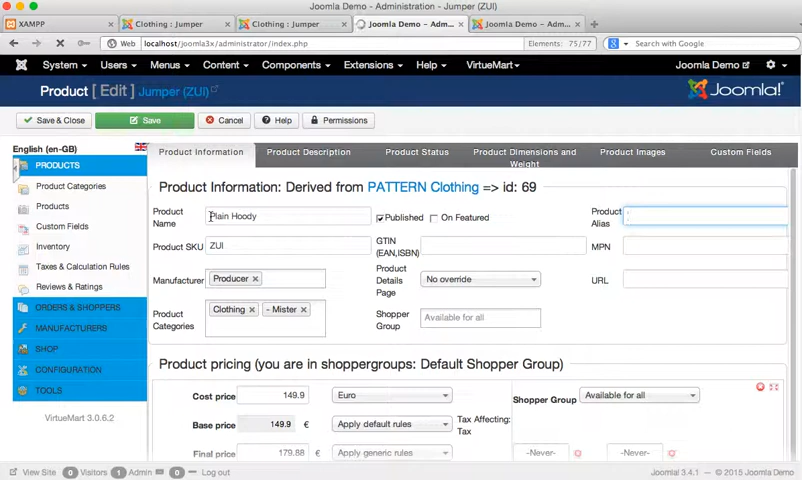 Joomla Demo - Administration - Jumper (ZUI)
XAMPP
Clothing : Jumper
Clothing : Jumper
Joomla Demo - Adm...
Joomla Demo - Admini...
Web
localhost/joomla3x/administrator/index.php
Elements: 75/77
Search with Google
System
Users
Menus
Content
Components
Extensions
Help
VirtueMart
Joomla Demo
Product [ Edit ] Jumper (ZUI)
Joomla!
Save & Close
Save
Cancel
Help
Permissions
English (en-GB)
PRODUCTS
Product Categories
Products
Custom Fields
Inventory
Taxes & Calculation Rules
Reviews & Ratings
ORDERS & SHOPPERS
MANUFACTURERS
SHOP
CONFIGURATION
TOOLS
VirtueMart 3.0.6.2
Product Information
Product Description
Product Status
Product Dimensions and
Weight
Product Images
Custom Fields
Product Information: Derived from PATTERN Clothing => id: 69
Product
Name
Plain Hoody
Published
On Featured
Product
Alias
Product SKU
ZUI
GTIN
(EAN,ISBN)
MPN
Manufacturer
Producer
Product
Details
Page
No override
URL
Product
Categories
Clothing
- Mister
Shopper
Group
Available for all
Product pricing (you are in shoppergroups: Default Shopper Group)
Cost price
149.9
Euro
Shopper Group
Available for all
Base price
149.9 €
Apply default rules
Tax Affecting:
Tax
Final price
179.88 €
Apply generic rules
-Never-
-Never-
View Site
0 Visitors
1 Admin
0
Log out
Joomla! 3.4.1 — © 2015 Joomla Demo